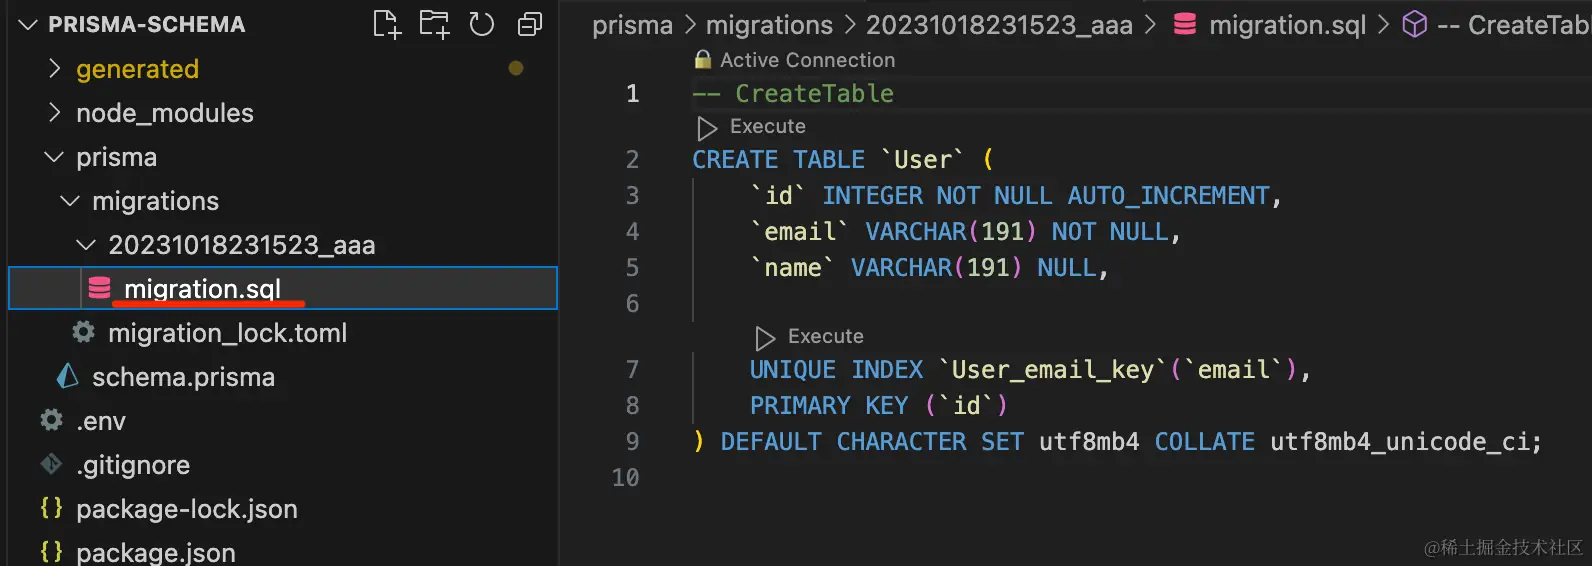 PRISMA-SCHEMA
generated
node_modules
prisma
migrations
20231018231523_aaa
migration.sql
migration_lock.toml
schema.prisma
.env
.gitignore
package-lock.json
package.json
prisma > migrations > 20231018231523_aaa > migration.sql > -- CreateTab
Active Connection
1 -- CreateTable
Execute
2 CREATE TABLE `User` (
3 `id` INTEGER NOT NULL AUTO_INCREMENT,
4 `email` VARCHAR(191) NOT NULL,
5 `name` VARCHAR(191) NULL,
6
Execute
7 UNIQUE INDEX `User_email_key`(`email`),
8 PRIMARY KEY (`id`)
9 ) DEFAULT CHARACTER SET utf8mb4 COLLATE utf8mb4_unicode_ci;
10
@稀土掘金技术社区